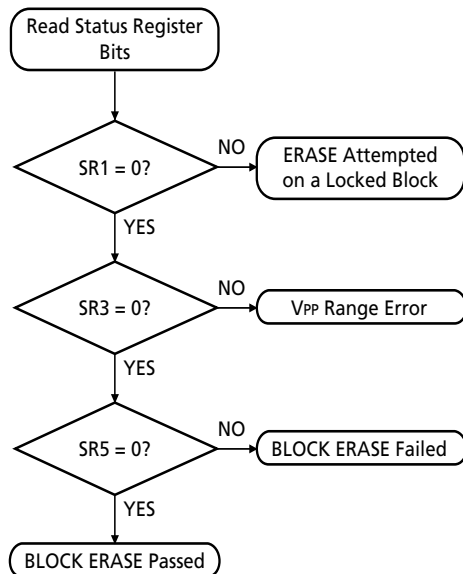 Read Status Register
Bits
SR1 = 0?
NO
ERASE Attempted
on a Locked Block
YES
SR3 = 0?
NO
VPP Range Error
YES
SR5 = 0?
NO
BLOCK ERASE Failed
YES
BLOCK ERASE Passed